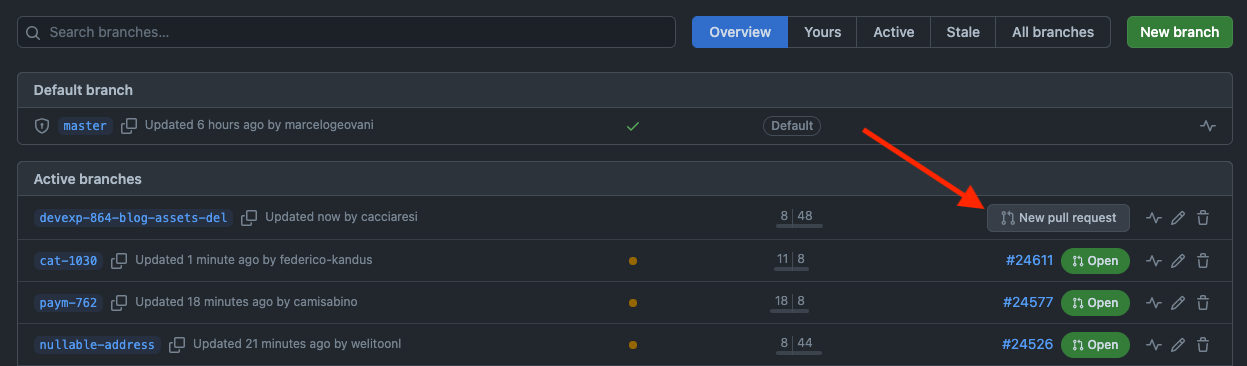 Search branches... Overview Yours Active Stale All branches New branch
Default branch
master Updated 6 hours ago by marcelogeovani Default
Active branches
devexp-864-blog-assets-del Updated now by cacciaresi 8 48 New pull request
cat-1030 Updated 1 minute ago by federico-kandus 11 8 #24611 Open
paym-762 Updated 18 minutes ago by camisabino 18 8 #24577 Open
nullable-address Updated 21 minutes ago by welitoonl 8 44 #24526 Open